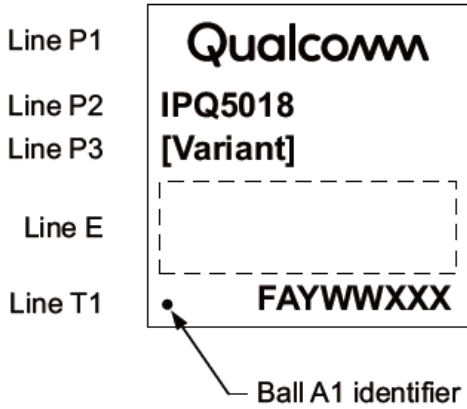 Line P1 Qualcomm
Line P2 IPQ5018
Line P3 [Variant]
Line E
Line T1 FAYWWXXX
Ball A1 identifier